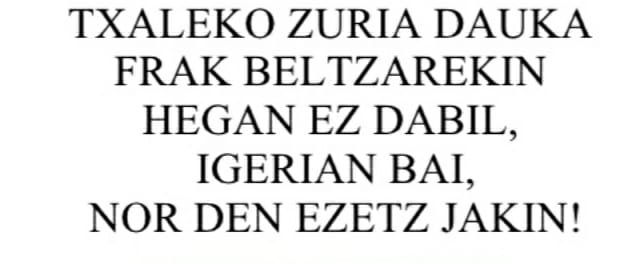 TXALEKO ZURIA DAUKA
FRAK BELTZAREKIN
HEGAN EZ DABIL,
IGERIAN BAI,
NOR DEN EZETZ JAKIN!